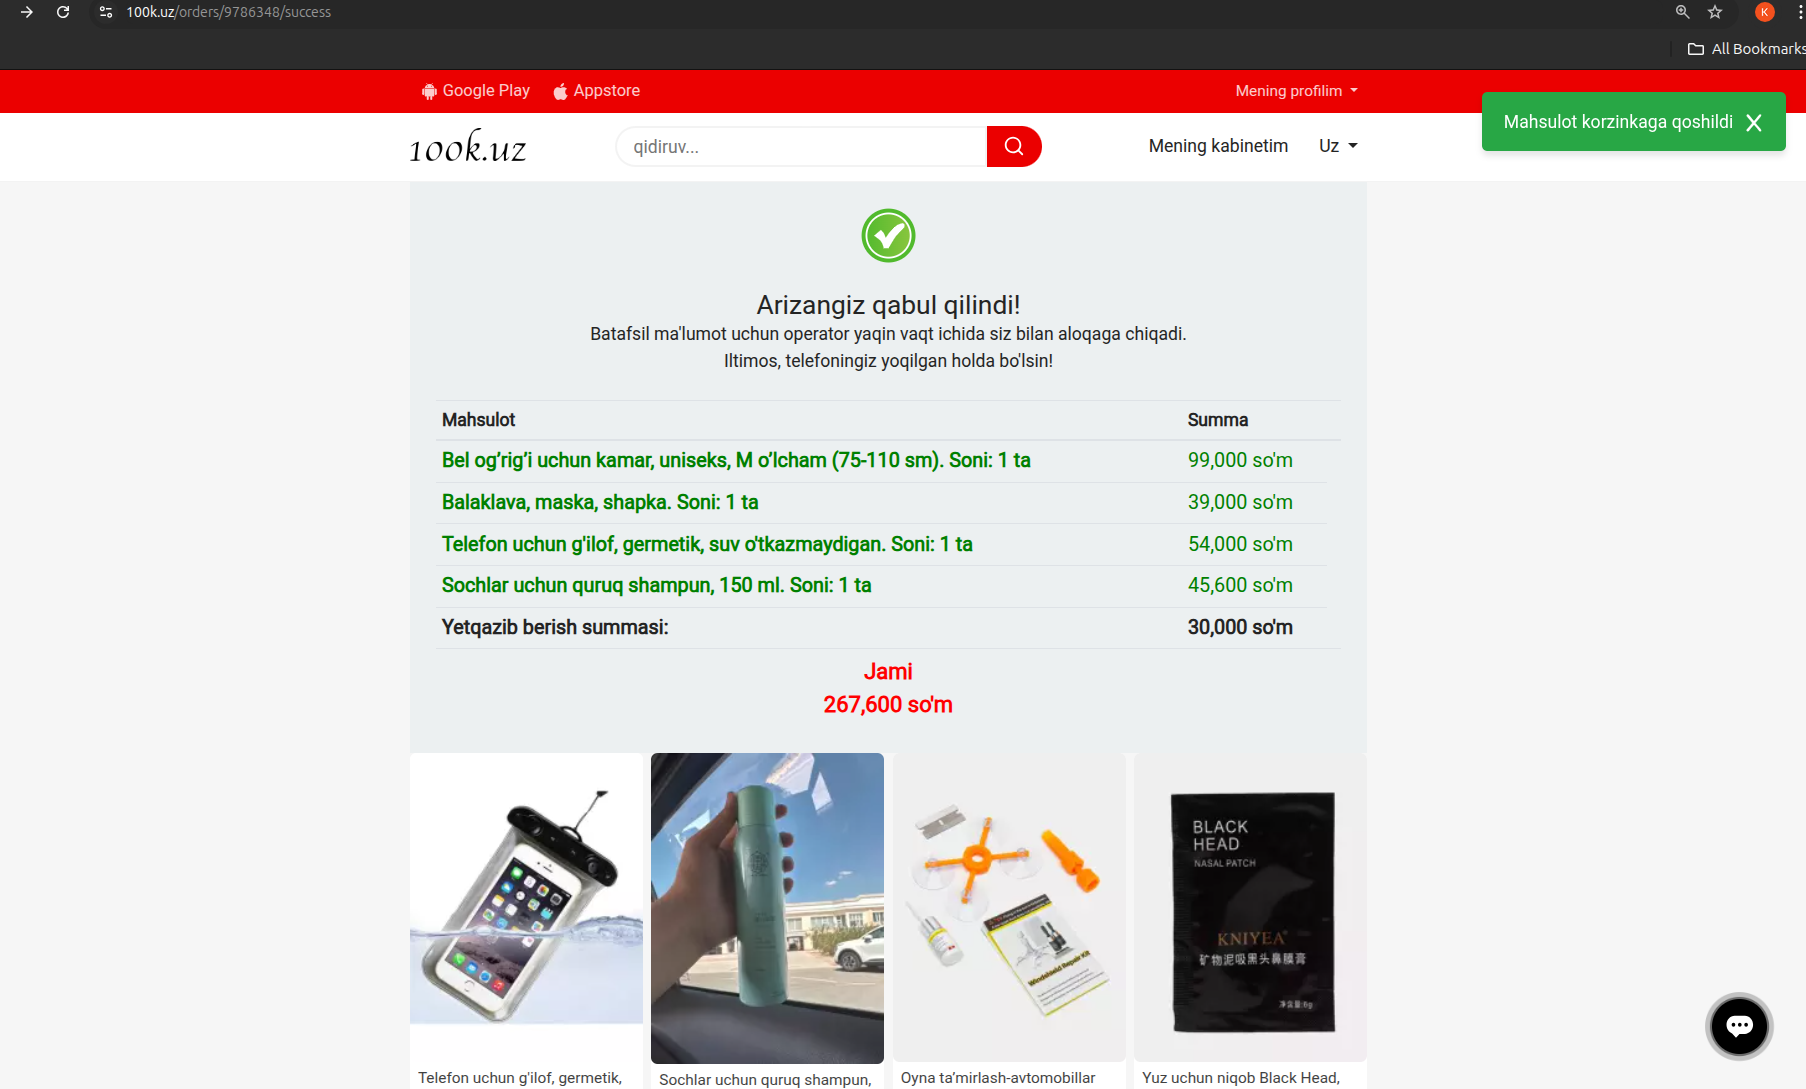 100k.uz/orders/9786348/success
K
All Bookmarks
Google Play Appstore Mening profilim
Mahsulot korzinkaga qoshildi
100k.uz qidiruv... Mening kabinetim Uz
Arizangiz qabul qilindi!
Batafsil ma'lumot uchun operator yaqin vaqt ichida siz bilan aloqaga chiqadi.
Iltimos, telefoningiz yoqilgan holda bo'lsin!
Mahsulot Summa
Bel og’rig’i uchun kamar, uniseks, M o’lcham (75-110 sm). Soni: 1 ta 99,000 so'm
Balaklava, maska, shapka. Soni: 1 ta 39,000 so'm
Telefon uchun g'ilof, germetik, suv o'tkazmaydigan. Soni: 1 ta 54,000 so'm
Sochlar uchun quruq shampun, 150 ml. Soni: 1 ta 45,600 so'm
Yetqazib berish summasi: 30,000 so'm
Jami
267,600 so'm
BLACK
HEAD
NASAL PATCH
KNIYEA
矿物泥吸黑头鼻膜膏
净含量:6g
Windshield Repair Kit
Telefon uchun g'ilof, germetik, Sochlar uchun quruq shampun, Oyna ta’mirlash-avtomobillar Yuz uchun niqob Black Head,